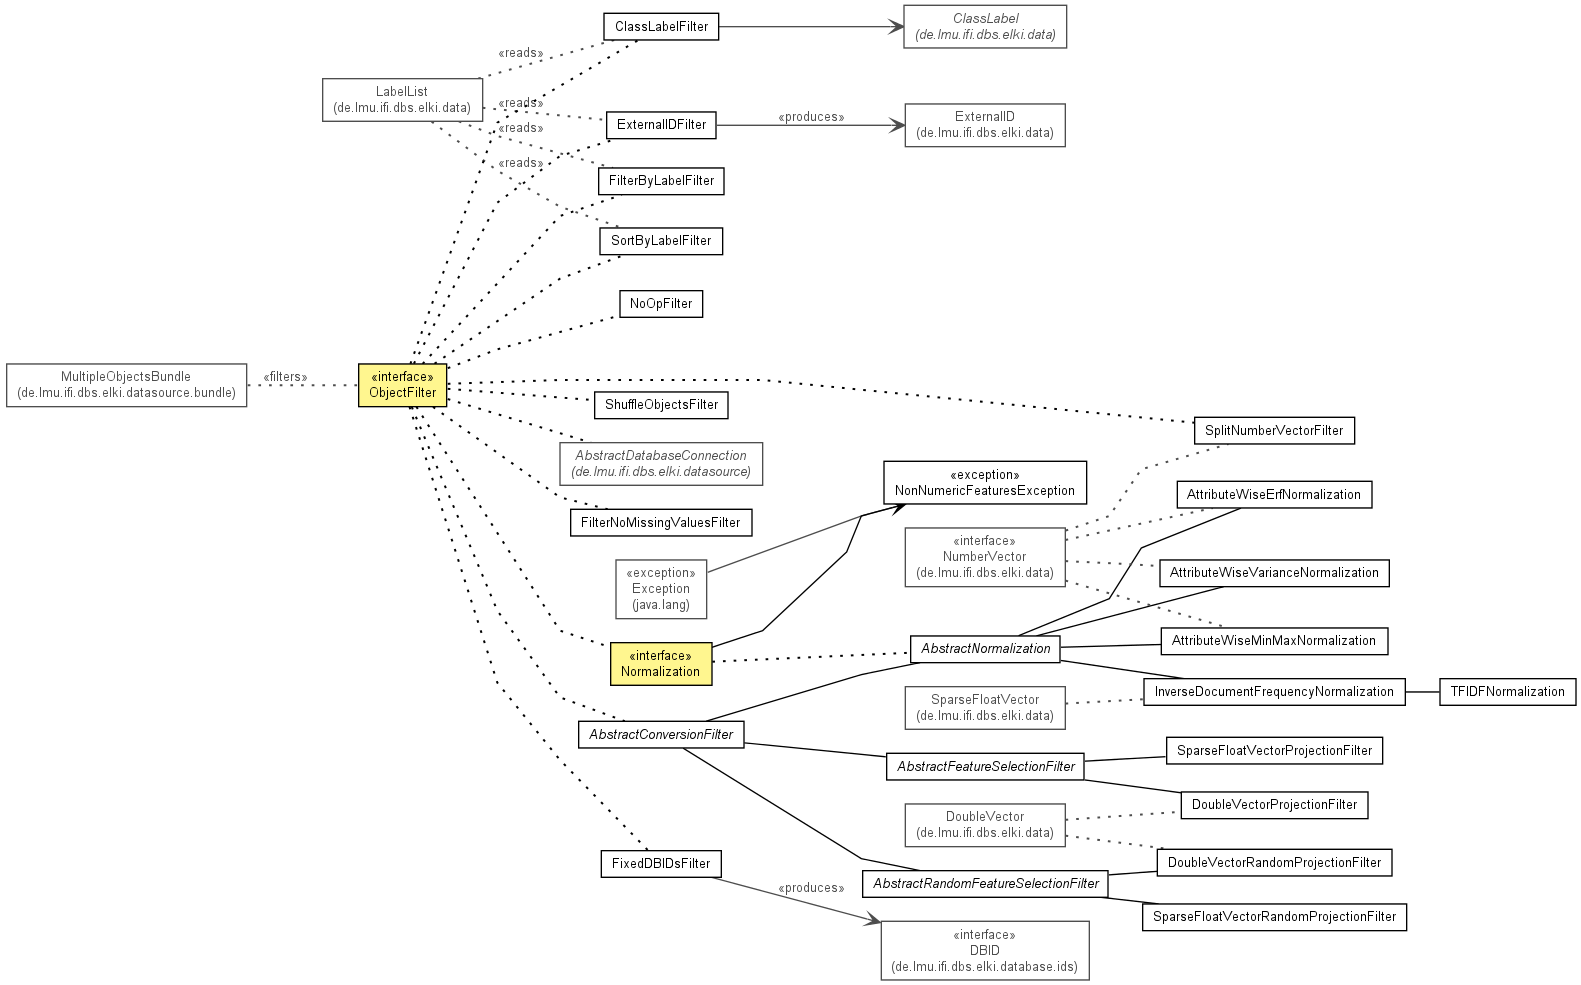 ClassLabelFilter
ClassLabel
(de.lmu.ifi.dbs.elki.data)
«reads»
LabelList
(de.lmu.ifi.dbs.elki.data)
«reads»
ExternalIDFilter
«produces»
ExternalID
(de.lmu.ifi.dbs.elki.data)
«reads»
«reads»
FilterByLabelFilter
SortByLabelFilter
NoOpFilter
MultipleObjectsBundle
(de.lmu.ifi.dbs.elki.datasource.bundle)
«filters»
«interface»
ObjectFilter
ShuffleObjectsFilter
SplitNumberVectorFilter
AbstractDatabaseConnection
(de.lmu.ifi.dbs.elki.datasource)
«exception»
NonNumericFeaturesException
AttributeWiseErfNormalization
FilterNoMissingValuesFilter
«interface»
NumberVector
(de.lmu.ifi.dbs.elki.data)
«exception»
Exception
(java.lang)
AttributeWiseVarianceNormalization
AttributeWiseMinMaxNormalization
«interface»
Normalization
AbstractNormalization
InverseDocumentFrequencyNormalization
TFIDFNormalization
SparseFloatVector
(de.lmu.ifi.dbs.elki.data)
AbstractConversionFilter
SparseFloatVectorProjectionFilter
AbstractFeatureSelectionFilter
DoubleVectorProjectionFilter
DoubleVector
(de.lmu.ifi.dbs.elki.data)
FixedDBIDsFilter
DoubleVectorRandomProjectionFilter
AbstractRandomFeatureSelectionFilter
«produces»
SparseFloatVectorRandomProjectionFilter
«interface»
DBID
(de.lmu.ifi.dbs.elki.database.ids)